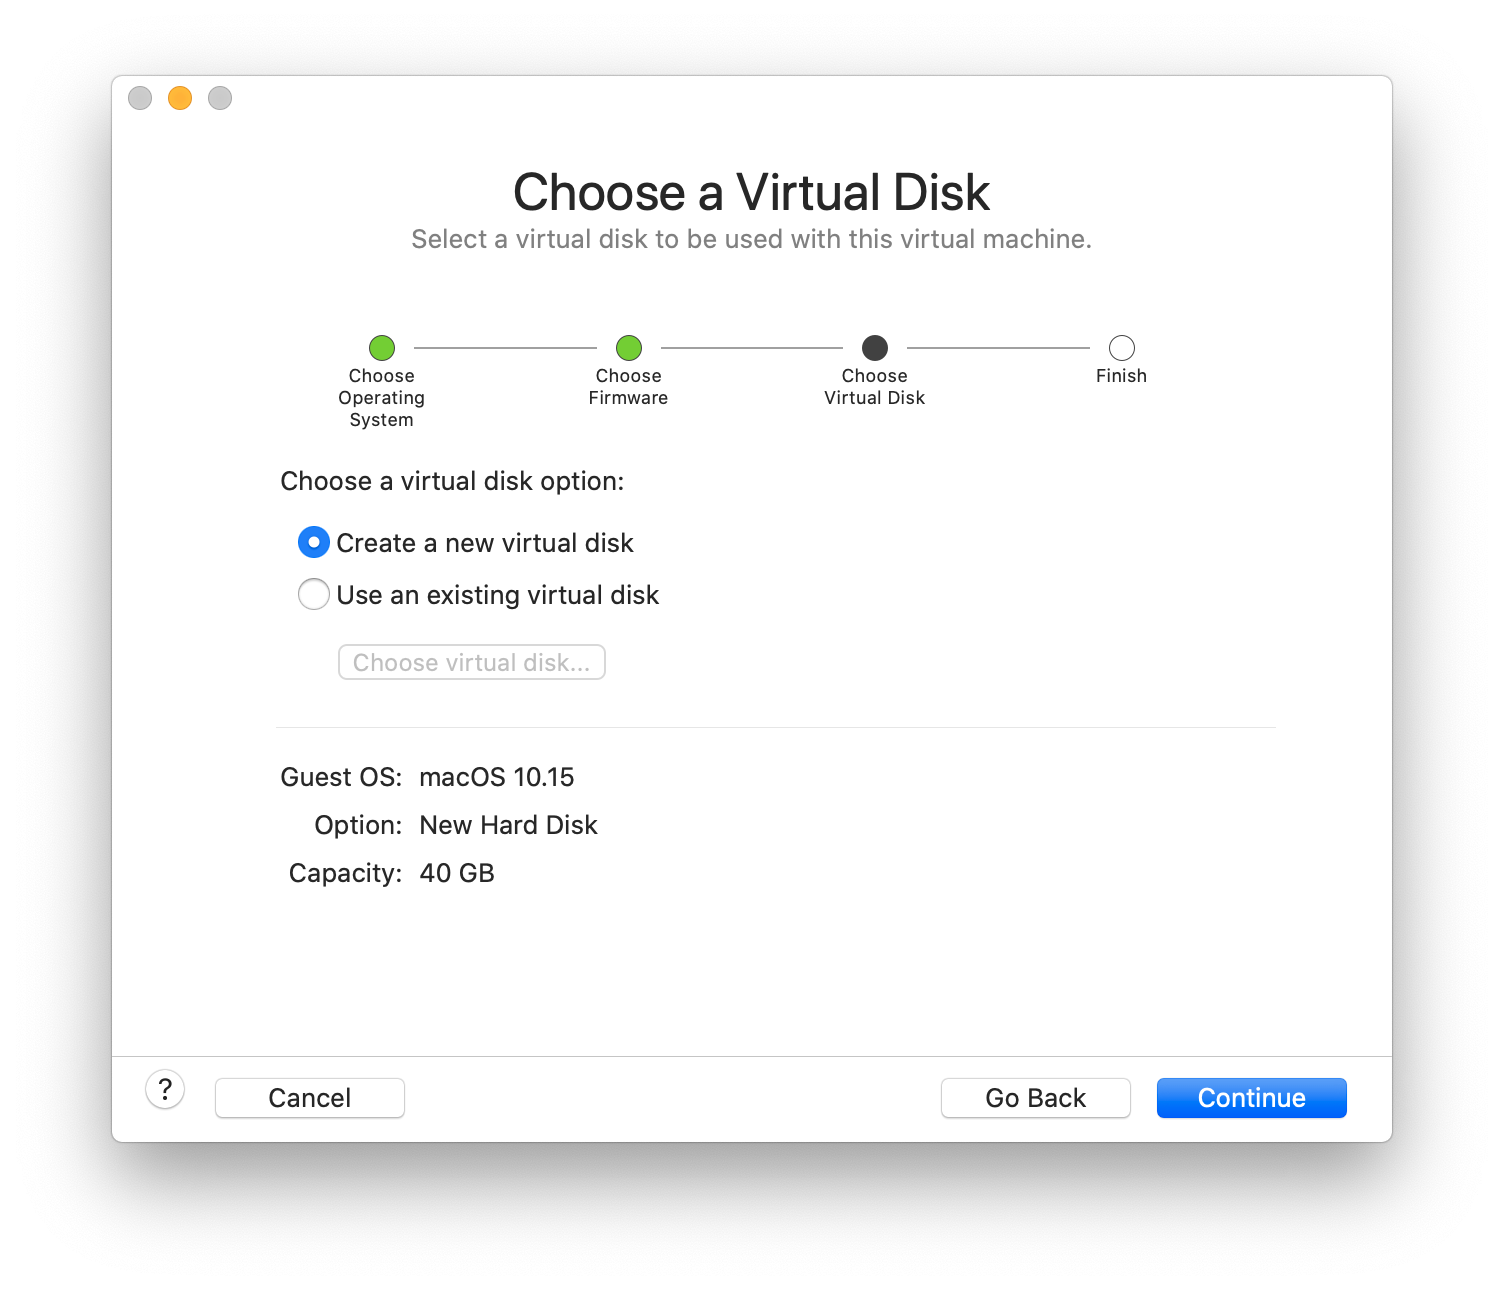 Choose a Virtual Disk
Select a virtual disk to be used with this virtual machine.
Choose
Operating
System
Choose
Firmware
Choose
Virtual Disk
Finish
Choose a virtual disk option:
Create a new virtual disk
Use an existing virtual disk
Choose virtual disk...
Guest OS: macOS 10.15
Option: New Hard Disk
Capacity: 40 GB
? Cancel Go Back Continue